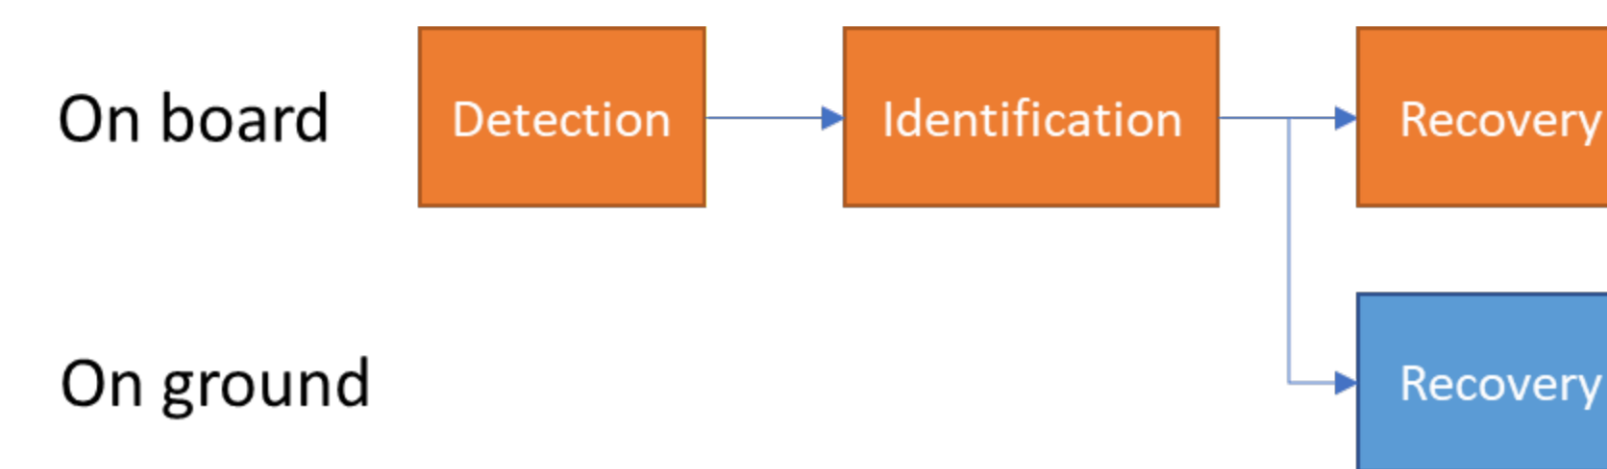 On board
Detection
Identification
Recovery
On ground
Recovery